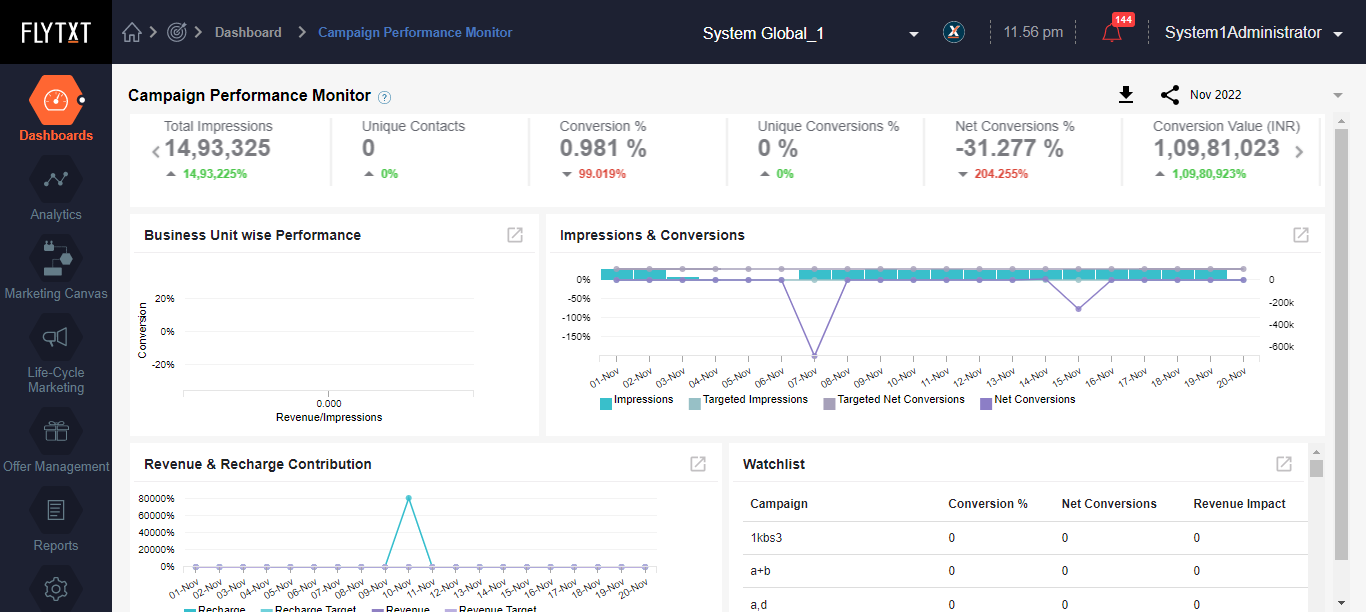 FLYTXT
Dashboard
Campaign Performance Monitor
System Global_1
X
11.56 pm
144
System1Administrator
Dashboards
Analytics
Marketing Canvas
Life-Cycle
Marketing
Offer Management
Reports
Campaign Performance Monitor ?
Nov 2022
Total Impressions
14,93,325
14,93,225%
Unique Contacts
0
0%
Conversion %
0.981 %
99.019%
Unique Conversions %
0 %
0%
Net Conversions %
-31.277 %
204.255%
Conversion Value (INR)
1,09,81,023
1,09,80,923%
Business Unit wise Performance
Conversion
20%
0%
-20%
0.000
Revenue/Impressions
Impressions & Conversions
0%
-50%
-100%
-150%
0
-200k
-400k
-600k
01-Nov 02-Nov 03-Nov 04-Nov 05-Nov 06-Nov 07-Nov 08-Nov 09-Nov 10-Nov 11-Nov 12-Nov 13-Nov 14-Nov 15-Nov 16-Nov 17-Nov 18-Nov 19-Nov 20-Nov
Impressions Targeted Impressions Targeted Net Conversions Net Conversions
Revenue & Recharge Contribution
80000%
60000%
40000%
20000%
0%
01-Nov 02-Nov 03-Nov 04-Nov 05-Nov 06-Nov 07-Nov 08-Nov 09-Nov 10-Nov 11-Nov 12-Nov 13-Nov 14-Nov 15-Nov 16-Nov 17-Nov 18-Nov 19-Nov 20-Nov
Recharge Recharge Target Revenue Revenue Target
Watchlist
Campaign Conversion % Net Conversions Revenue Impact
1kbs3 0 0 0
a+b 0 0 0
a,d 0 0 0